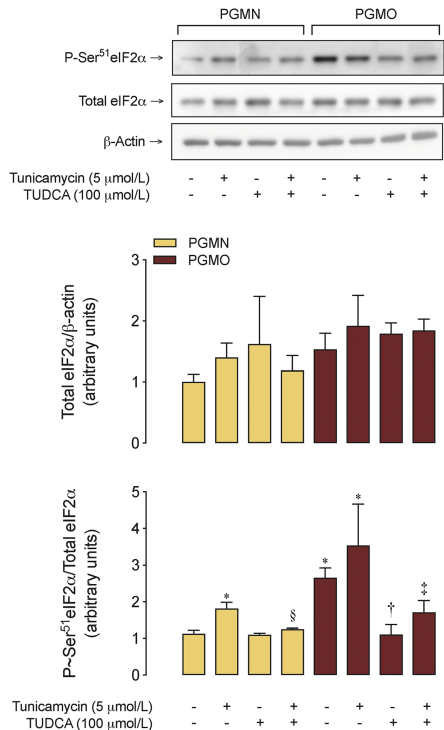 PGMN PGMO
P-Ser⁵¹eIF2α→
Total eIF2α→
β-Actin→
Tunicamycin (5 μmol/L) - + - + - + - +
TUDCA (100 μmol/L) - - + + - - + +
PGMN
PGMO
Total eIF2α/β-actin
(arbitrary units)
3
2
1
0
P~Ser⁵¹eIF2α/Total eIF2α
(arbitrary units)
5
4
3
2
1
0
* § * * † ‡
Tunicamycin (5 μmol/L) - + - + - + - +
TUDCA (100 μmol/L) - - + + - - + +